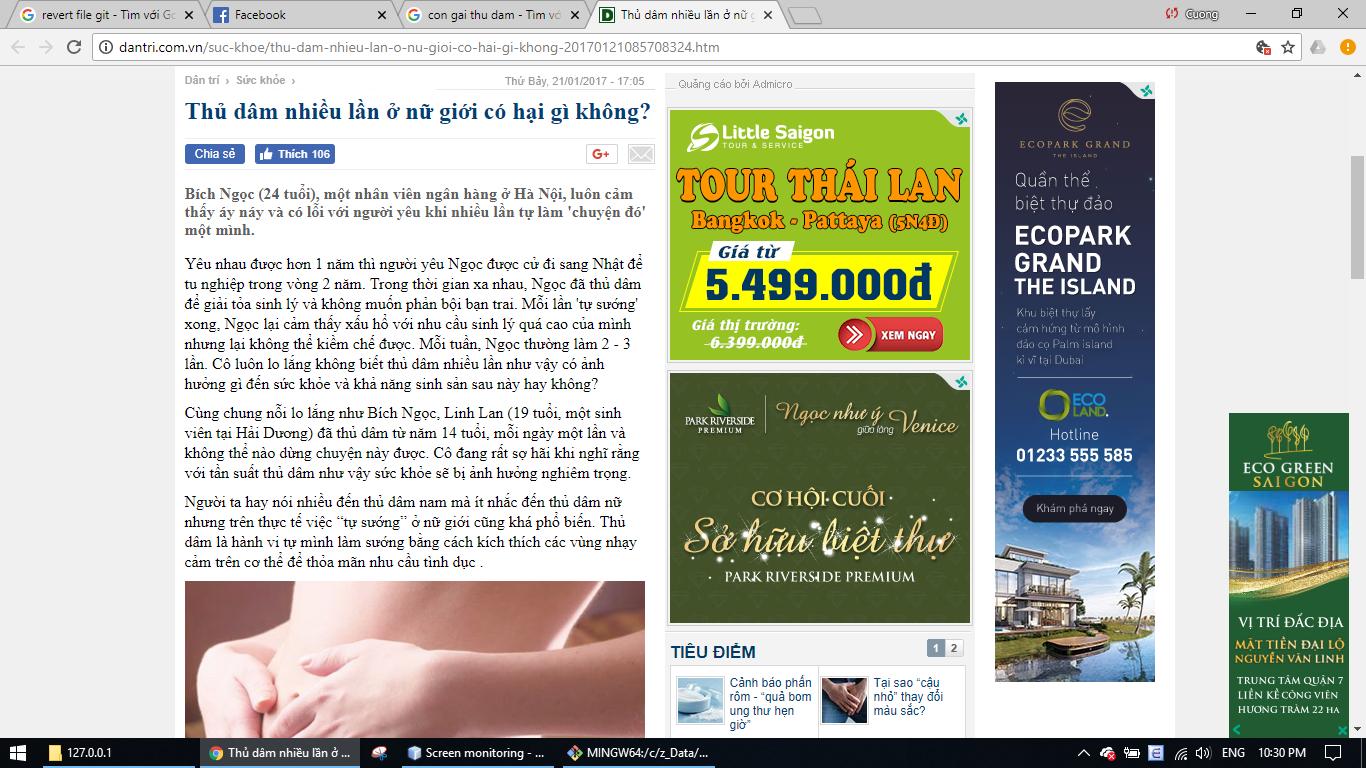 revert file git - Tìm với Go
Facebook
con gai thu dam - Tìm vớ
Thủ dâm nhiều lần ở nữ g
Cuong
dantri.com.vn/suc-khoe/thu-dam-nhieu-lan-o-nu-gioi-co-hai-gi-khong-20170121085708324.htm
Dân trí › Sức khỏe ›
Thứ Bảy, 21/01/2017 - 17:05
Thủ dâm nhiều lần ở nữ giới có hại gì không?
Chia sẻ
Thích 106
G+
Bích Ngọc (24 tuổi), một nhân viên ngân hàng ở Hà Nội, luôn cảm
thấy áy náy và có lỗi với người yêu khi nhiều lần tự làm 'chuyện đó'
một mình.
Yêu nhau được hơn 1 năm thì người yêu Ngọc được cử đi sang Nhật để
tu nghiệp trong vòng 2 năm. Trong thời gian xa nhau, Ngọc đã thủ dâm
để giải tỏa sinh lý và không muốn phản bội bạn trai. Mỗi lần 'tự sướng'
xong, Ngọc lại cảm thấy xấu hổ với nhu cầu sinh lý quá cao của mình
nhưng lại không thể kiềm chế được. Mỗi tuần, Ngọc thường làm 2 - 3
lần. Cô luôn lo lắng không biết thủ dâm nhiều lần như vậy có ảnh
hưởng gì đến sức khỏe và khả năng sinh sản sau này hay không?
Cùng chung nỗi lo lắng như Bích Ngọc, Linh Lan (19 tuổi, một sinh
viên tại Hải Dương) đã thủ dâm từ năm 14 tuổi, mỗi ngày một lần và
không thể nào dừng chuyện này được. Cô đang rất sợ hãi khi nghĩ rằng
với tần suất thủ dâm như vậy sức khỏe sẽ bị ảnh hưởng nghiêm trọng.
Người ta hay nói nhiều đến thủ dâm nam mà ít nhắc đến thủ dâm nữ
nhưng trên thực tế việc “tự sướng” ở nữ giới cũng khá phổ biến. Thủ
dâm là hành vi tự mình làm sướng bằng cách kích thích các vùng nhạy
cảm trên cơ thể để thỏa mãn nhu cầu tình dục .
Quảng cáo bởi Admicro
Little Saigon
TOUR & SERVICE
TOUR THÁI LAN
Bangkok - Pattaya (5N4Đ)
Giá từ
5.499.000đ
Giá thị trường:
6.399.000đ
XEM NGAY
PARK RIVERSIDE
PREMIUM
Ngọc như ý
giữa lòng Venice
CƠ HỘI CUỐI
Sở hữu biệt thự
PARK RIVERSIDE PREMIUM
TIÊU ĐIỂM
1 2
Cảnh báo phấn
rôm - “quả bom
ung thư hẹn
giờ”
Tại sao “cậu
nhỏ” thay đổi
màu sắc?
ECOPARK GRAND
THE ISLAND
Quần thể
biệt thự đảo
ECOPARK
GRAND
THE ISLAND
Khu biệt thự lấy
cảm hứng từ mô hình
đảo cọ Palm island
kì vĩ tại Dubai
ECO
LAND.
Hotline
01233 555 585
Khám phá ngay
ECO GREEN
SAIGON
VỊ TRÍ ĐẮC ĐỊA
MẶT TIỀN ĐẠI LỘ
NGUYỄN VĂN LINH
TRUNG TÂM QUẬN 7
LIỀN KỀ CÔNG VIÊN
HƯƠNG TRÀM 22 HA
127.0.0.1
Thủ dâm nhiều lần ở ...
Screen monitoring - ...
MINGW64:/c/z_Data/...
ENG
10:30 PM